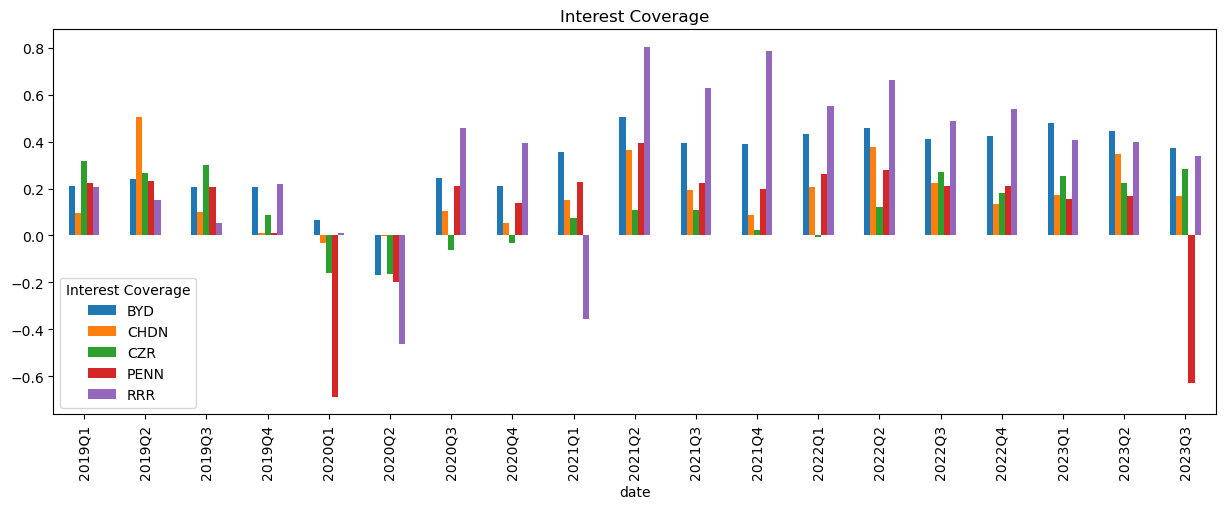 Interest Coverage
0.8
0.6
0.4
0.2
0.0
−0.2
−0.4
−0.6
Interest Coverage
BYD
CHDN
CZR
PENN
RRR
2019Q1
2019Q2
2019Q3
2019Q4
2020Q1
2020Q2
2020Q3
2020Q4
2021Q1
2021Q2
2021Q3
2021Q4
2022Q1
2022Q2
2022Q3
2022Q4
2023Q1
2023Q2
2023Q3
date